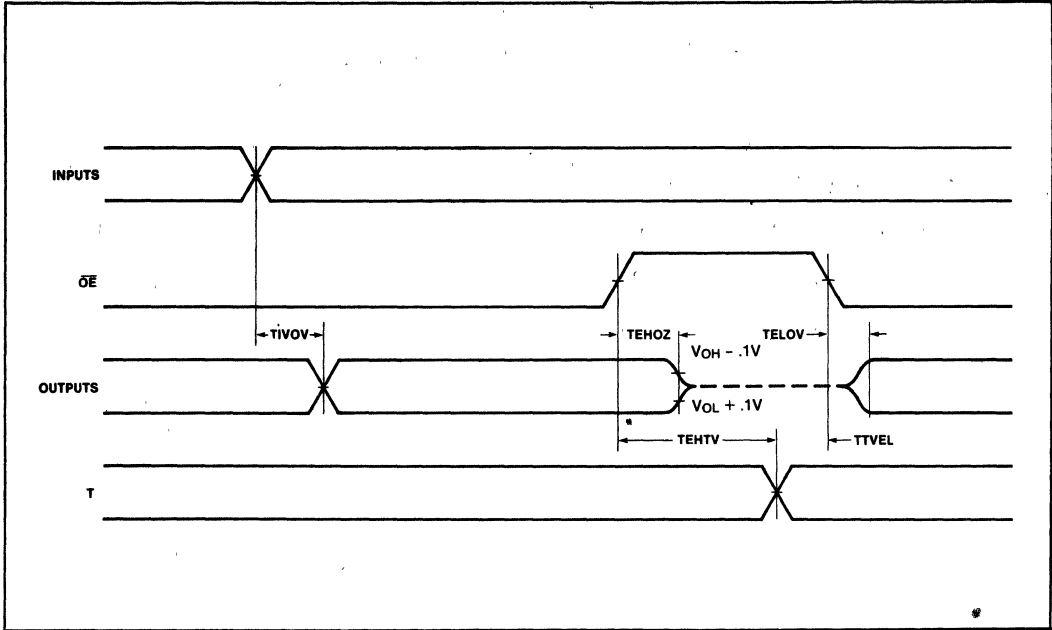 INPUTS
OE
TIVOV
TEHOZ
TELOV
VOH - .1V
OUTPUTS
VOL + .1V
TEHTV
TTVEL
T